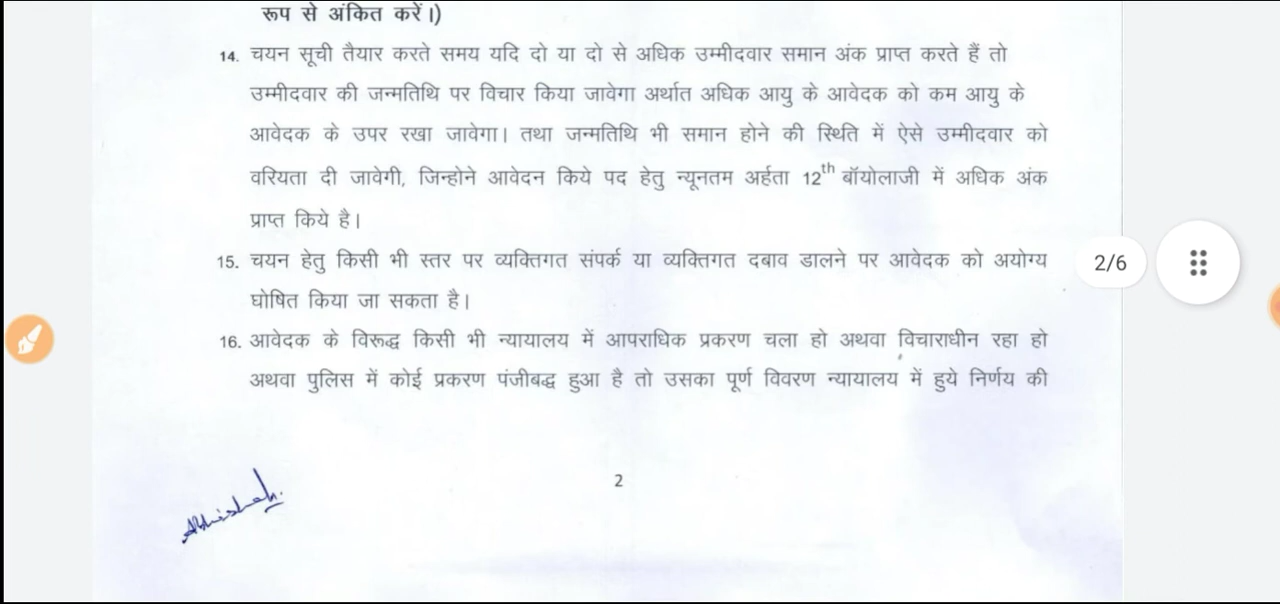 रूप से अंकित करें।)
14. चयन सूची तैयार करते समय यदि दो या दो से अधिक उम्मीदवार समान अंक प्राप्त करते हैं तो
उम्मीदवार की जन्मतिथि पर विचार किया जावेगा अर्थात अधिक आयु के आवेदक को कम आयु के
आवेदक के उपर रखा जावेगा। तथा जन्मतिथि भी समान होने की स्थिति में ऐसे उम्मीदवार को
वरियता दी जावेगी, जिन्होने आवेदन किये पद हेतु न्यूनतम अर्हता 12th बॉयोलाजी में अधिक अंक
प्राप्त किये है।
15. चयन हेतु किसी भी स्तर पर व्यक्तिगत संपर्क या व्यक्तिगत दबाव डालने पर आवेदक को अयोग्य
घोषित किया जा सकता है।
2/6
16. आवेदक के विरूद्ध किसी भी न्यायालय में आपराधिक प्रकरण चला हो अथवा विचाराधीन रहा हो
अथवा पुलिस में कोई प्रकरण पंजीबद्ध हुआ है तो उसका पूर्ण विवरण न्यायालय में हुये निर्णय की
2